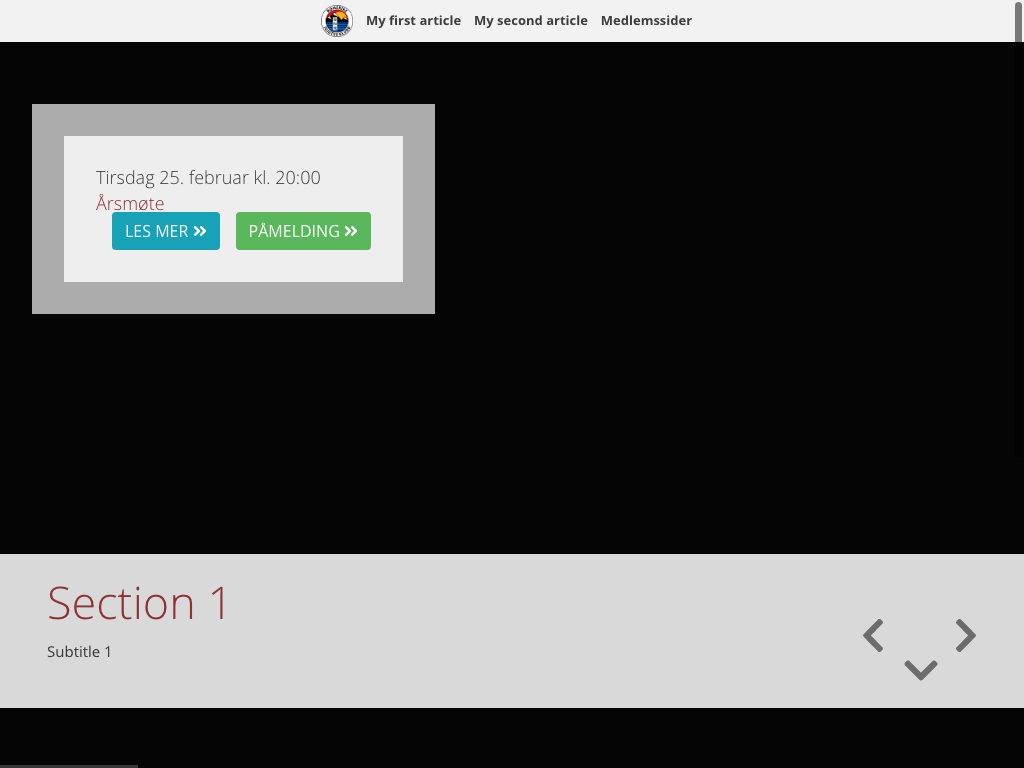 My first article My second article Medlemssider
Tirsdag 25. februar kl. 20:00
Årsmøte
LES MER PÅMELDING
Section 1
Subtitle 1